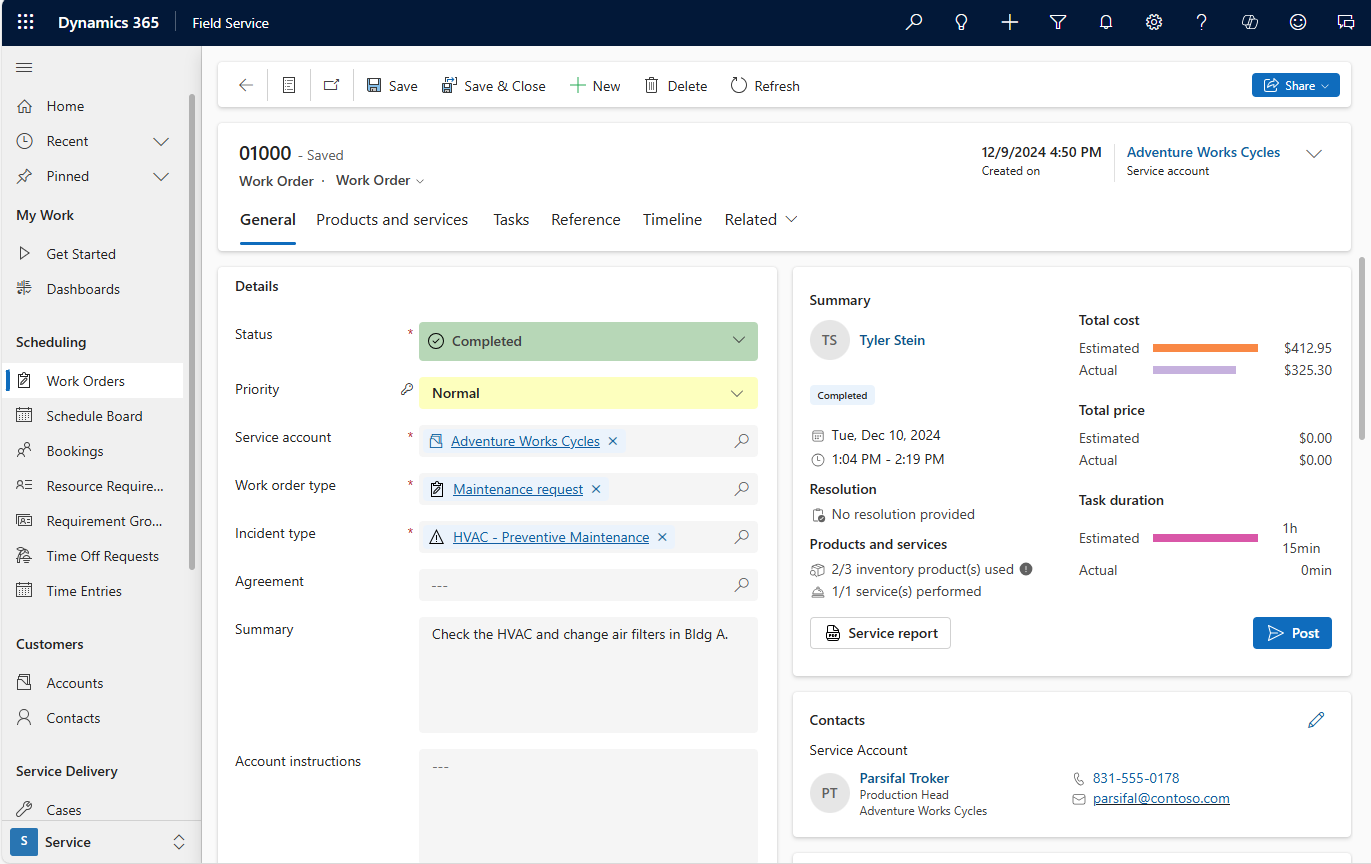 Dynamics 365 Field Service
Home
Recent
Pinned
My Work
Get Started
Dashboards
Scheduling
Work Orders
Schedule Board
Bookings
Resource Require...
Requirement Gro...
Time Off Requests
Time Entries
Customers
Accounts
Contacts
Service Delivery
Cases
S Service
Save Save & Close New Delete Refresh Share
01000 - Saved
Work Order · Work Order
12/9/2024 4:50 PM
Created on
Adventure Works Cycles
Service account
General Products and services Tasks Reference Timeline Related
Details
Status * Completed
Priority Normal
Service account * Adventure Works Cycles
Work order type * Maintenance request
Incident type * HVAC - Preventive Maintenance
Agreement ---
Summary Check the HVAC and change air filters in Bldg A.
Account instructions ---
Summary
TS Tyler Stein
Completed
Tue, Dec 10, 2024
1:04 PM - 2:19 PM
Resolution
No resolution provided
Products and services
2/3 inventory product(s) used
1/1 service(s) performed
Service report
Total cost
Estimated $412.95
Actual $325.30
Total price
Estimated $0.00
Actual $0.00
Task duration
Estimated 1h
15min
Actual 0min
Post
Contacts
Service Account
PT Parsifal Troker
Production Head
Adventure Works Cycles
831-555-0178
parsifal@contoso.com